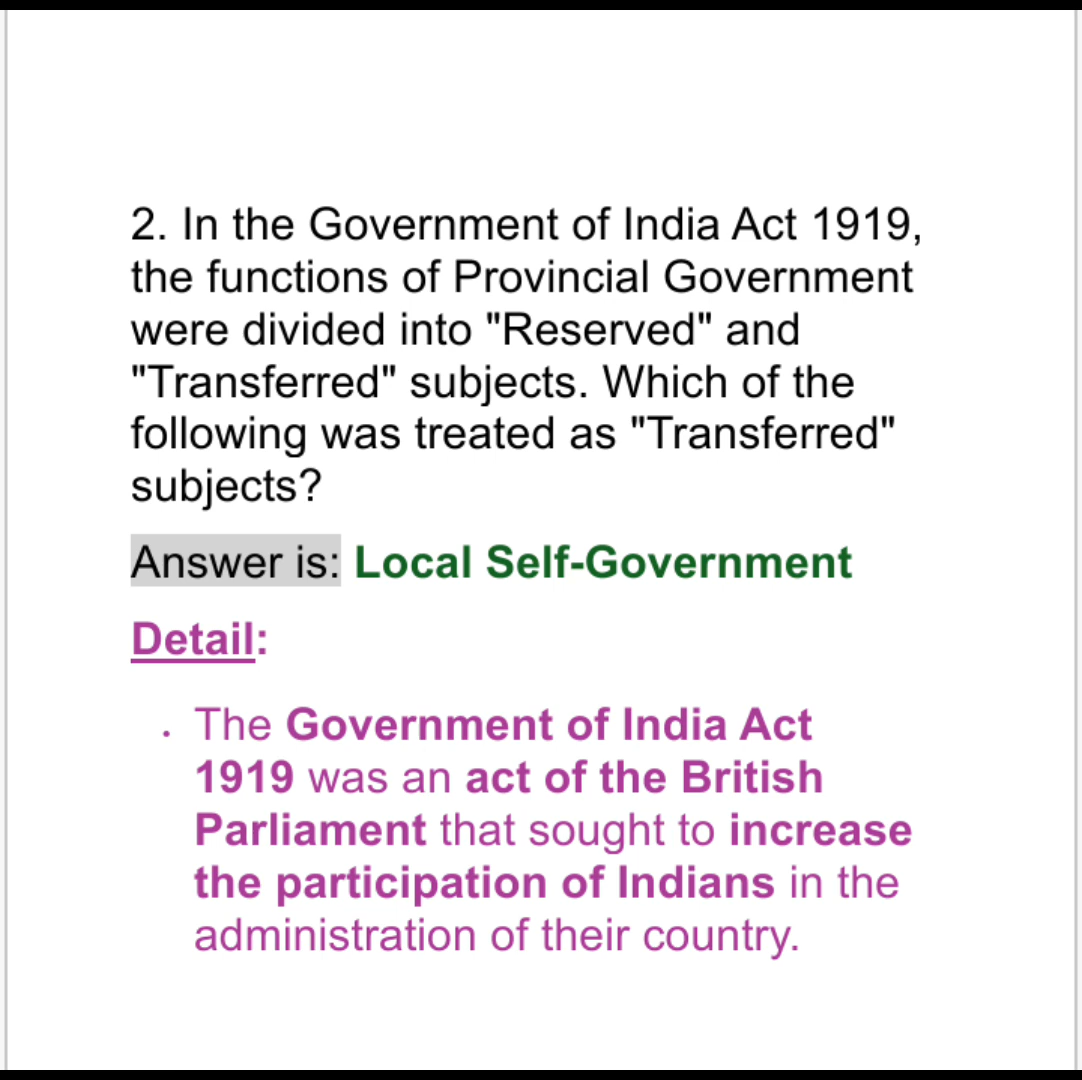 2. In the Government of India Act 1919,
the functions of Provincial Government
were divided into "Reserved" and
"Transferred" subjects. Which of the
following was treated as "Transferred"
subjects?
Answer is: Local Self-Government
Detail:
. The Government of India Act
1919 was an act of the British
Parliament that sought to increase
the participation of Indians in the
administration of their country.